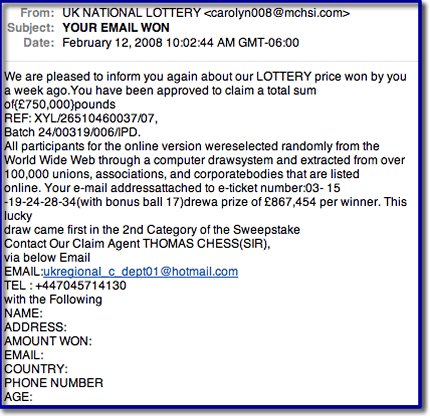 From: UK NATIONAL LOTTERY <carolyn008@mchsi.com>
Subject: YOUR EMAIL WON
Date: February 12, 2008 10:02:44 AM GMT-06:00
We are pleased to inform you again about our LOTTERY price won by you
a week ago.You have been approved to claim a total sum
of{£750,000}pounds
REF: XYL/26510460037/07,
Batch 24/00319/006/IPD.
All participants for the online version wereselected randomly from the
World Wide Web through a computer drawsystem and extracted from over
100,000 unions, associations, and corporatebodies that are listed
online. Your e-mail addressattached to e-ticket number:03- 15
-19-24-28-34(with bonus ball 17)drewa prize of £867,454 per winner. This
lucky
draw came first in the 2nd Category of the Sweepstake
Contact Our Claim Agent THOMAS CHESS(SIR),
via below Email
EMAIL:ukregional_c_dept01@hotmail.com
TEL : +447045714130
with the Following
NAME:
ADDRESS:
AMOUNT WON:
EMAIL:
COUNTRY:
PHONE NUMBER
AGE: